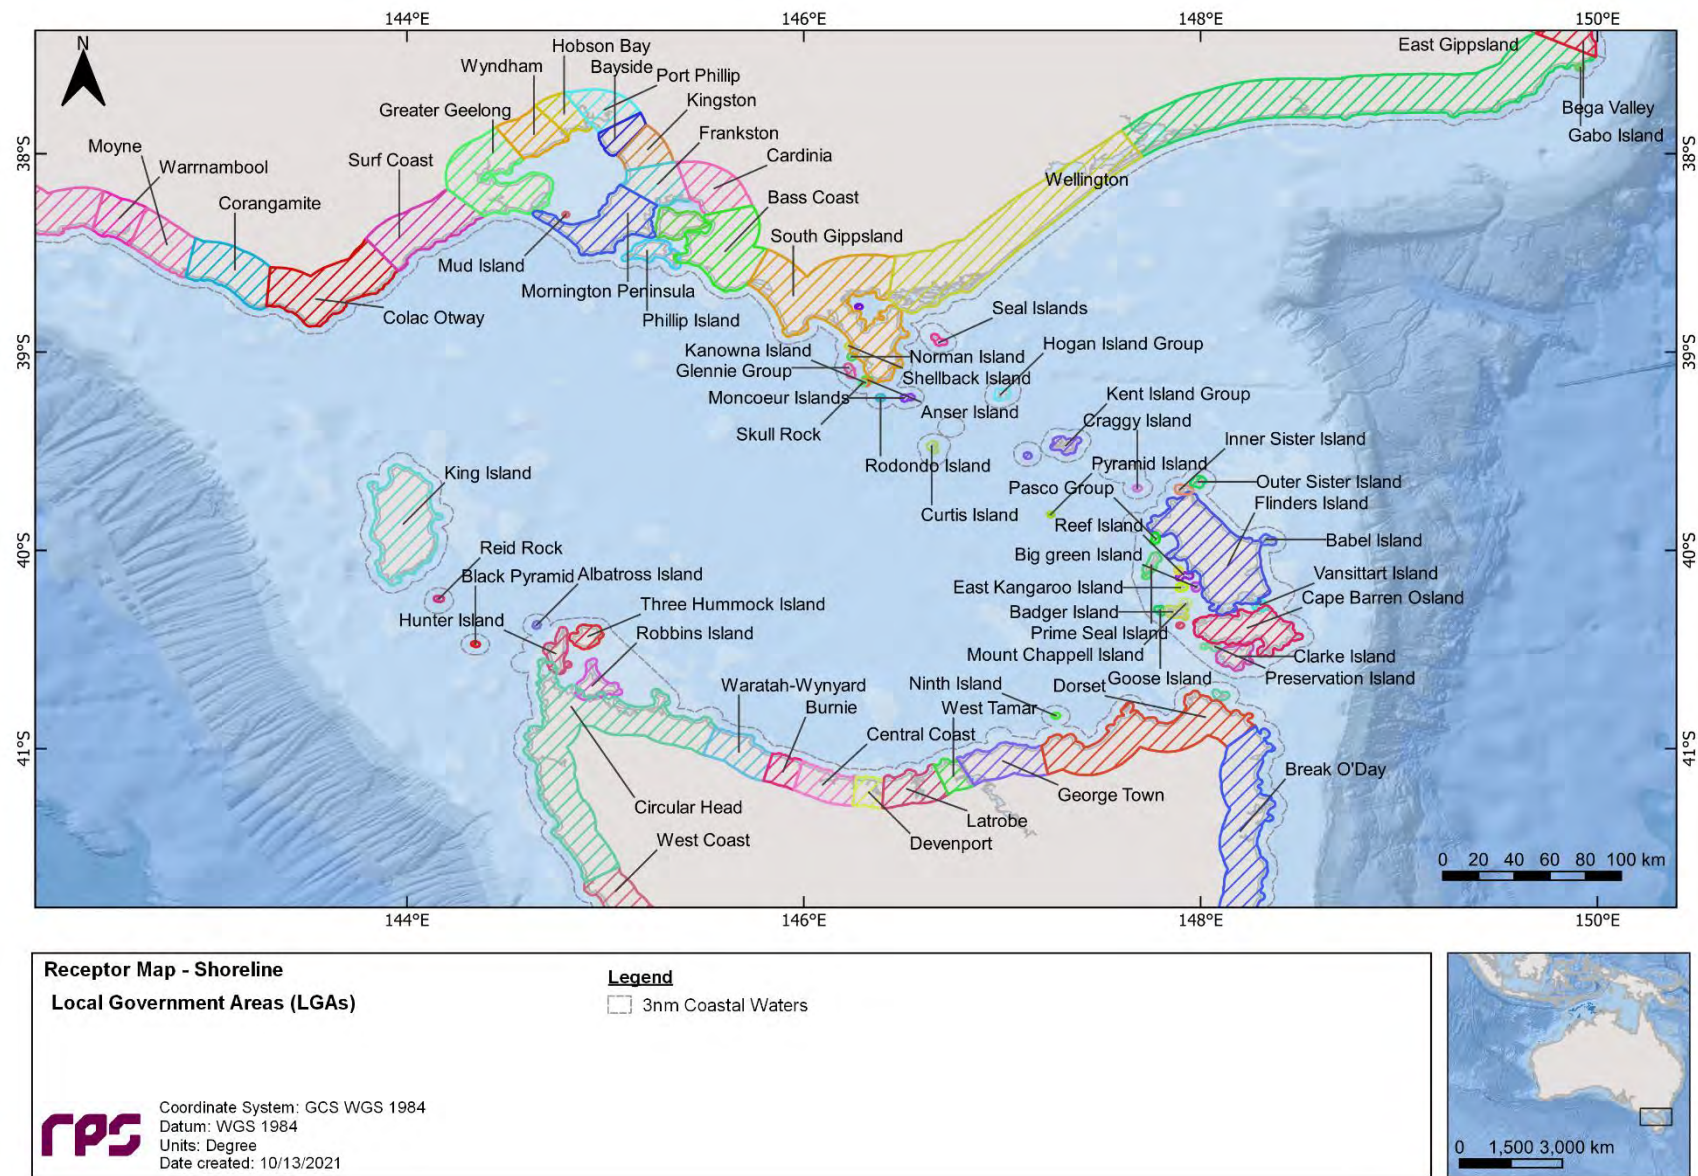 144°E
146°E
148°E
150°E
N
Hobson Bay
East Gippsland
Wyndham
Bayside
Port Phillip
Greater Geelong
Kingston
Bega Valley
Moyne
Frankston
Gabo Island
38°S
Surf Coast
Cardinia
38°S
Warrnambool
Wellington
Corangamite
Bass Coast
South Gippsland
Mud Island
Mornington Peninsula
Colac Otway
Phillip Island
Seal Islands
39°S
Kanowna Island
Nornan Island
Hogan Island Group
39°S
Glennie Group
Shellback Island
Moncoeur Islands
Anser Island
Kent Island Group
Skull Rock
Craggy Island
Inner Sister Island
Rodondo Island
Pyramid Island
King Island
Pasco Group
Outer Sister Island
Curtis Island
Flinders Island
Reef Island
40°S
Reid Rock
Big green Island
Babel Island
40°S
Black Pyramid
Albatross Island
East Kangaroo Island
Vansittart Island
Three Hummock Island
Badger Island
Cape Barren Osland
Hunter Island
Robbins Island
Prime Seal Island
Mount Chappell Island
Clarke Island
Goose Island
Preservation Island
Waratah-Wynyard
Ninth Island
Dorset
Burnie
West Tamar
Central Coast
41°S
Break O'Day
41°S
Circular Head
George Town
Latrobe
West Coast
Devenport
0 20 40 60 80 100 km
144°E
146°E
148°E
150°E
Receptor Map - Shoreline
Local Government Areas (LGAs)
Legend
3nm Coastal Waters
rps
Coordinate System: GCS WGS 1984
Datum: WGS 1984
Units: Degree
Date created: 10/13/2021
0 1,500 3,000 km